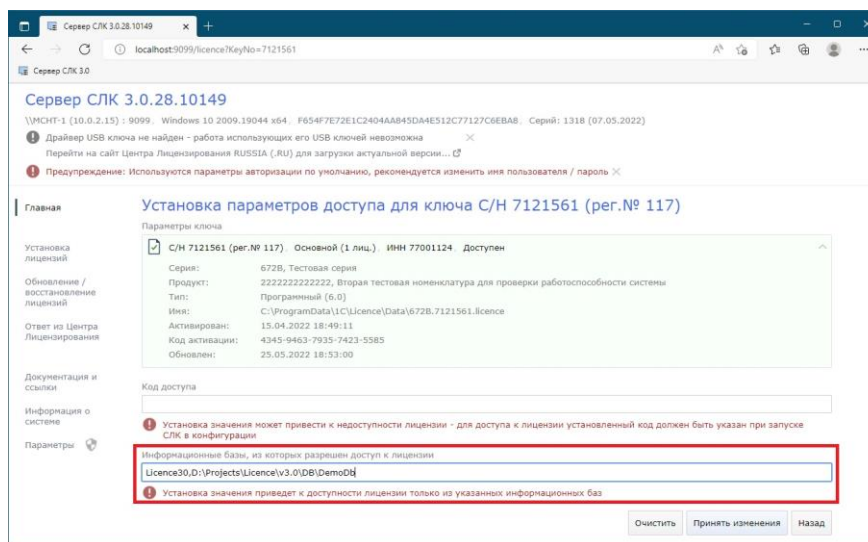 Сервер СЛК 3.0.28.10149
localhost:9099/licence?KeyNo=7121561
Сервер СЛК 3.0
Сервер СЛК 3.0.28.10149
\\МСНТ-1 (10.0.2.15) : 9099, Windows 10 2009.19044 x64, F654F7E72E1C2404AA845DA4E512C77127C6EBA8, Серий: 1318 (07.05.2022)
Драйвер USB ключа не найден - работа использующих его USB ключей невозможна
Перейти на сайт Центра Лицензирования RUSSIA (.RU) для загрузки актуальной версии...
Предупреждение: Используются параметры авторизации по умолчанию, рекомендуется изменить имя пользователя / пароль
Главная
Установка лицензий
Обновление / восстановление лицензий
Ответ из Центра Лицензирования
Документация и ссылки
Информация о системе
Параметры
Установка параметров доступа для ключа С/Н 7121561 (рег.№ 117)
Параметры ключа
С/Н 7121561 (рег.№ 117), Основной (1 лиц.), ИНН 77001124, Доступен
Серия: 672B, Тестовая серия
Продукт: 2222222222222, Вторая тестовая номенклатура для проверки работоспособности системы
Тип: Программный (6.0)
Имя: C:\ProgramData\1C\Licence\Data\672B.7121561.licence
Активирован: 15.04.2022 18:49:11
Код активации: 4345-9463-7935-7423-5585
Обновлен: 25.05.2022 18:53:00
Код доступа
Установка значения может привести к недоступности лицензии - для доступа к лицензии установленный код должен быть указан при запуске
СЛК в конфигурации
Информационные базы, из которых разрешен доступ к лицензии
Licence30,D:\Projects\Licence\v3.0\DB\DemoDb
Установка значения приведет к доступности лицензии только из указанных информационных баз
Очистить Принять изменения Назад